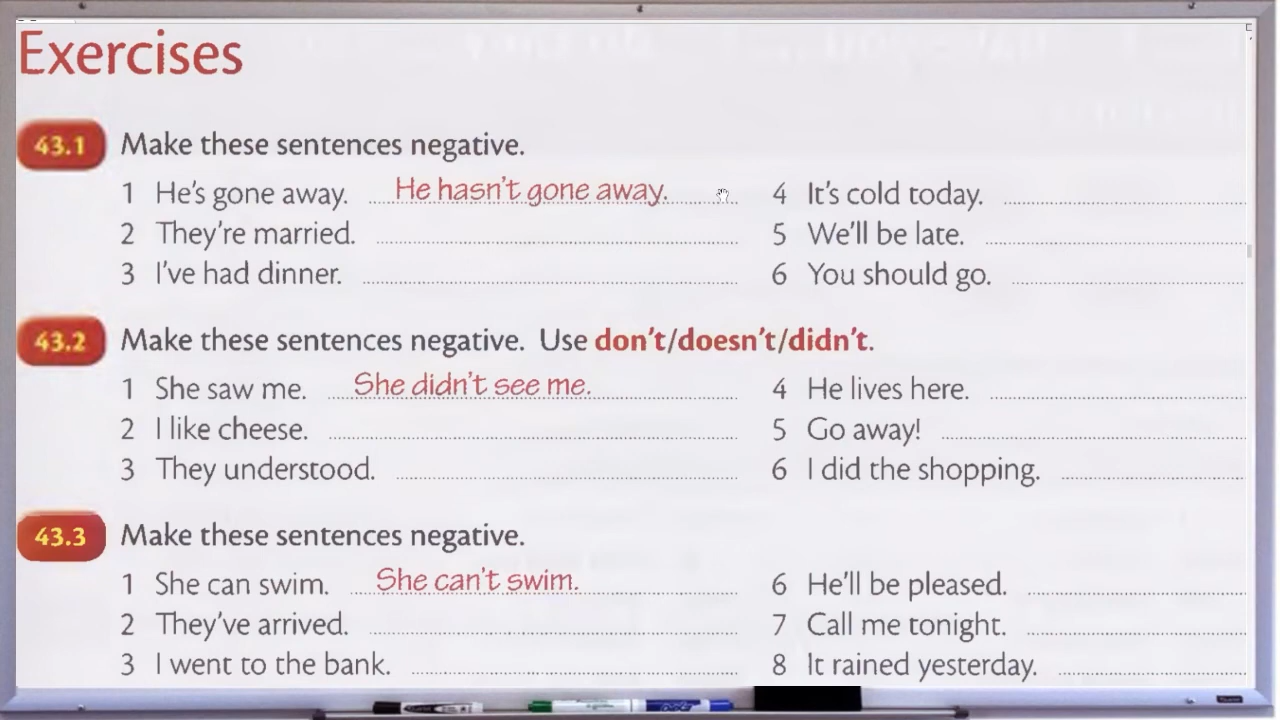 Exercises
43.1 Make these sentences negative.
1 He's gone away. He hasn't gone away.
2 They're married.
3 I've had dinner.
4 It's cold today.
5 We'll be late.
6 You should go.
43.2 Make these sentences negative. Use don't/doesn't/didn't.
1 She saw me. She didn't see me.
2 I like cheese.
3 They understood.
4 He lives here.
5 Go away!
6 I did the shopping.
43.3 Make these sentences negative.
1 She can swim. She can't swim.
2 They've arrived.
3 I went to the bank.
6 He'll be pleased.
7 Call me tonight.
8 It rained yesterday.